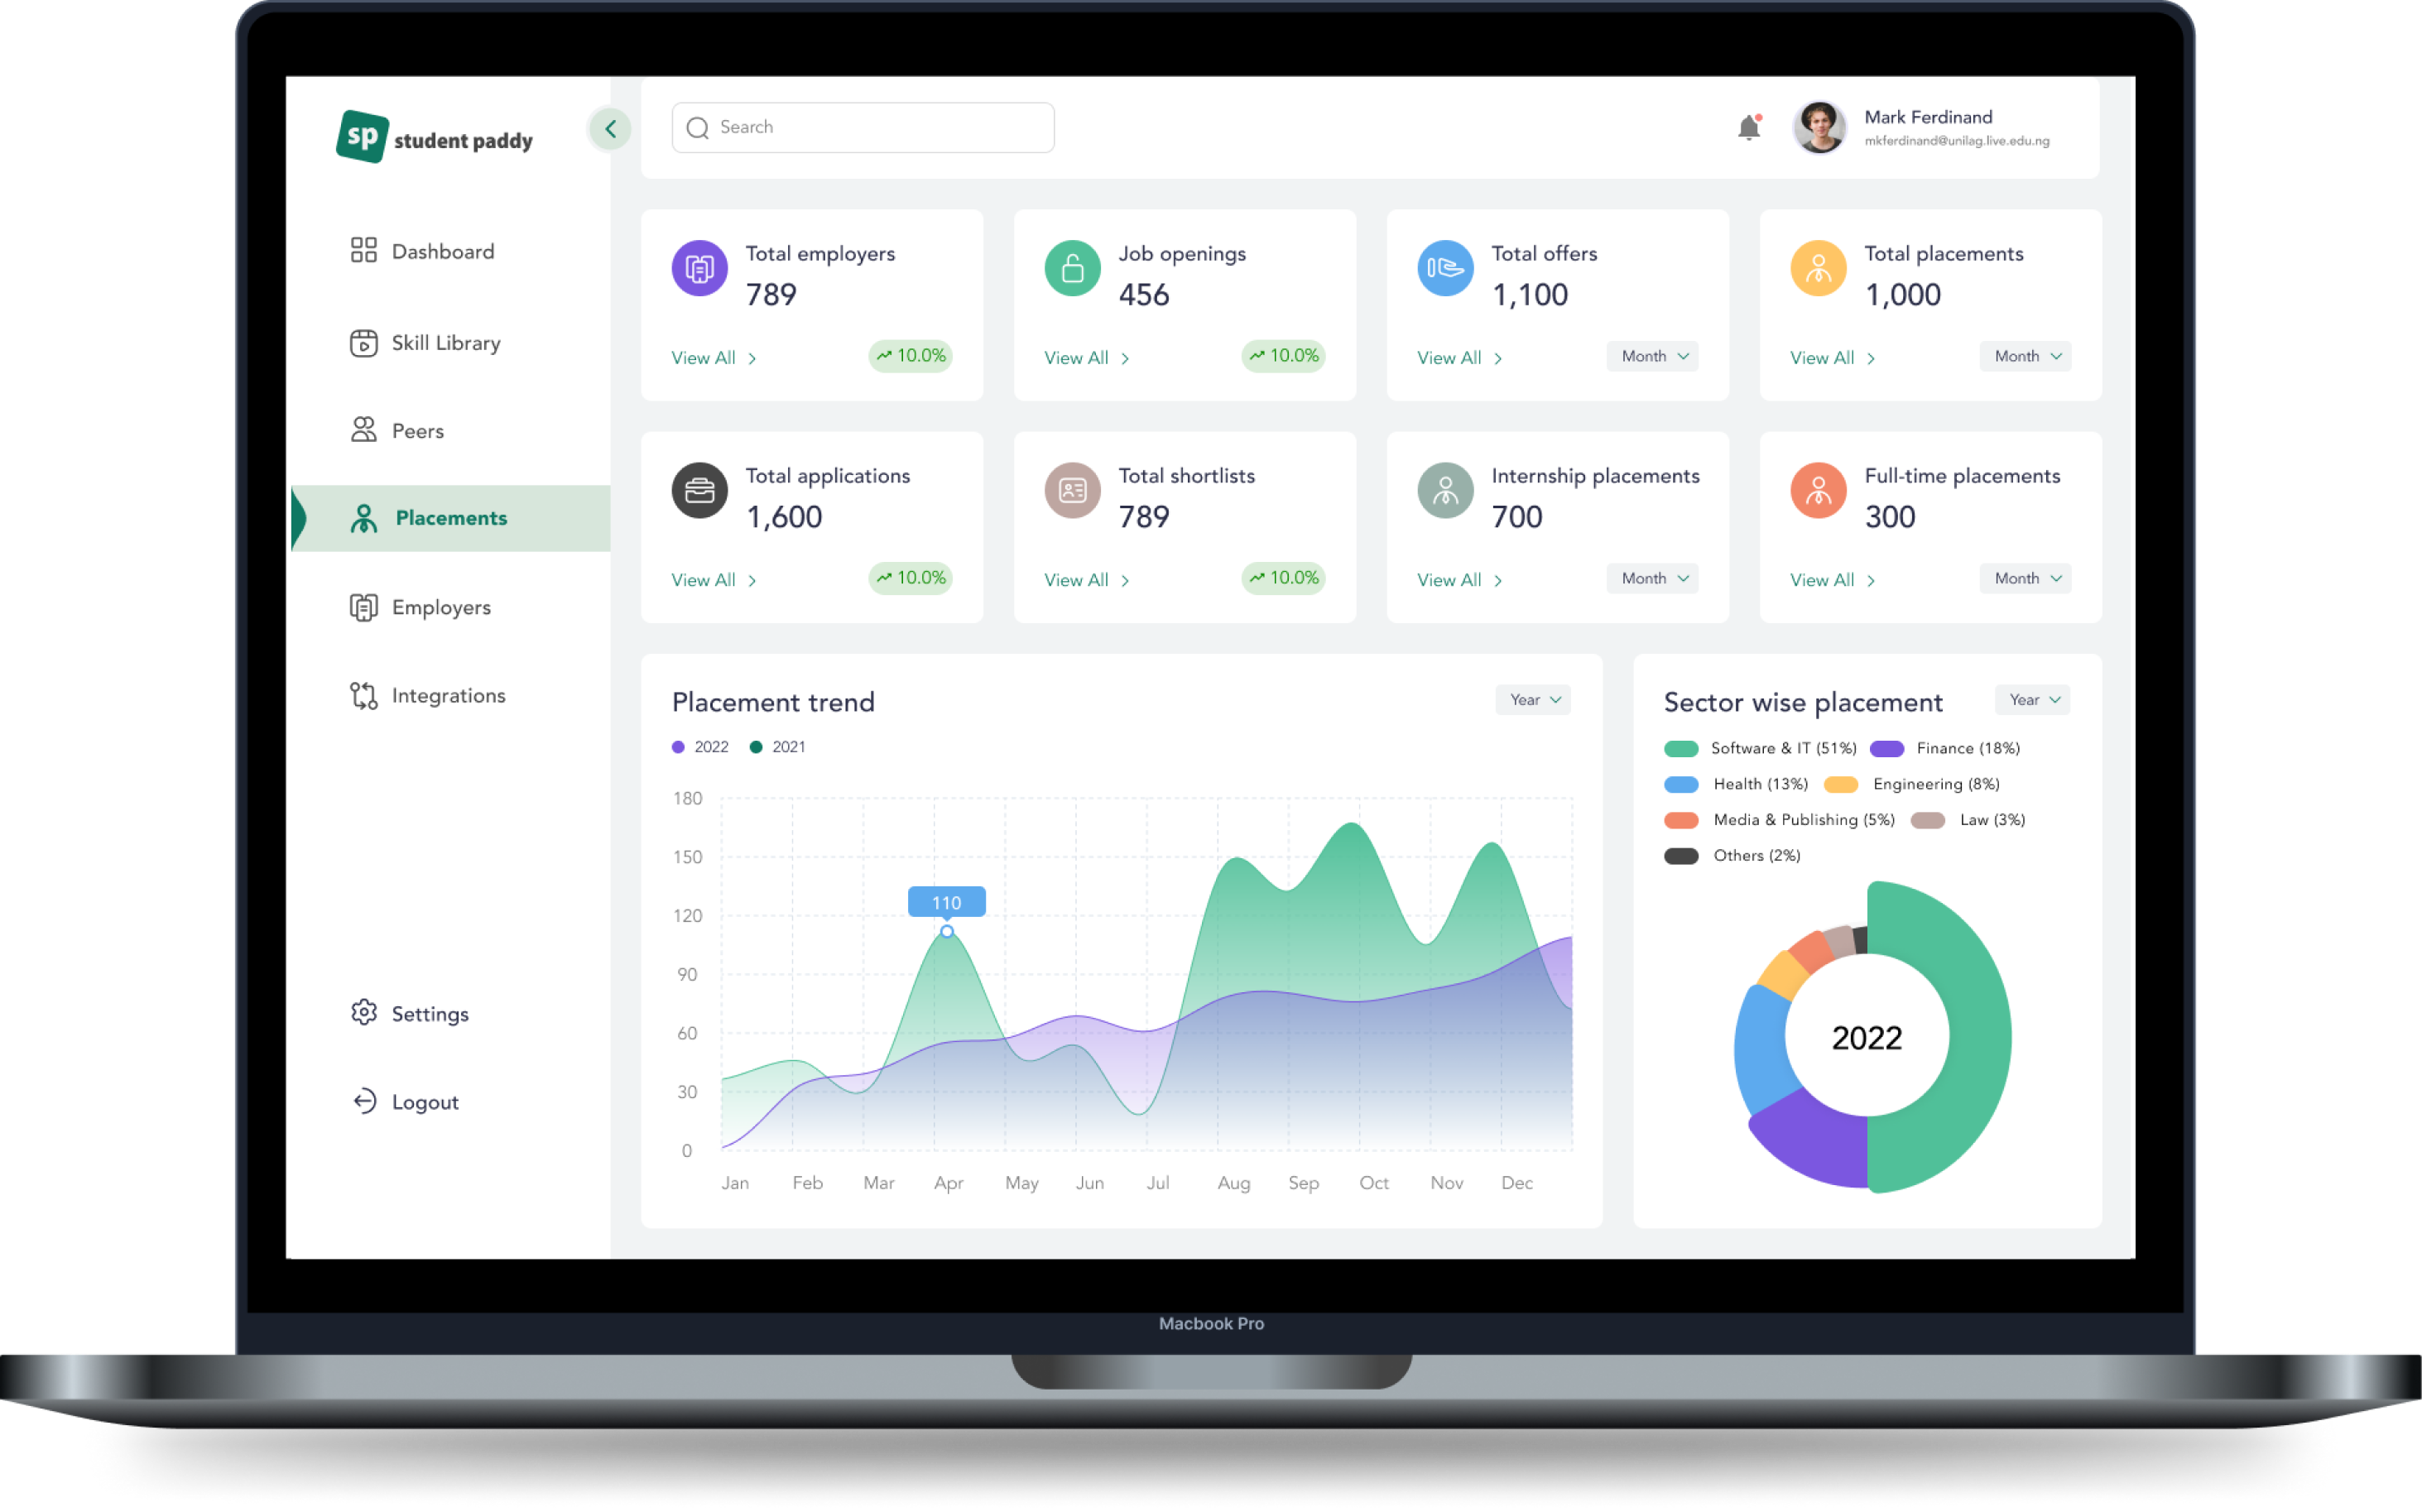 sp student paddy
Search
Mark Ferdinand
mkferdinand@unilag.live.edu.ng
Dashboard
Skill Library
Peers
Placements
Employers
Integrations
Settings
Logout
Total employers
789
View All
10.0%
Job openings
456
View All
10.0%
Total offers
1,100
View All
Month
Total placements
1,000
View All
Month
Total applications
1,600
View All
10.0%
Total shortlists
789
View All
10.0%
Internship placements
700
View All
Month
Full-time placements
300
View All
Month
Placement trend
Year
2022 2021
180
150
120
90
60
30
0
110
Jan Feb Mar Apr May Jun Jul Aug Sep Oct Nov Dec
Sector wise placement
Year
Software & IT (51%) Finance (18%)
Health (13%) Engineering (8%)
Media & Publishing (5%) Law (3%)
Others (2%)
2022
Macbook Pro